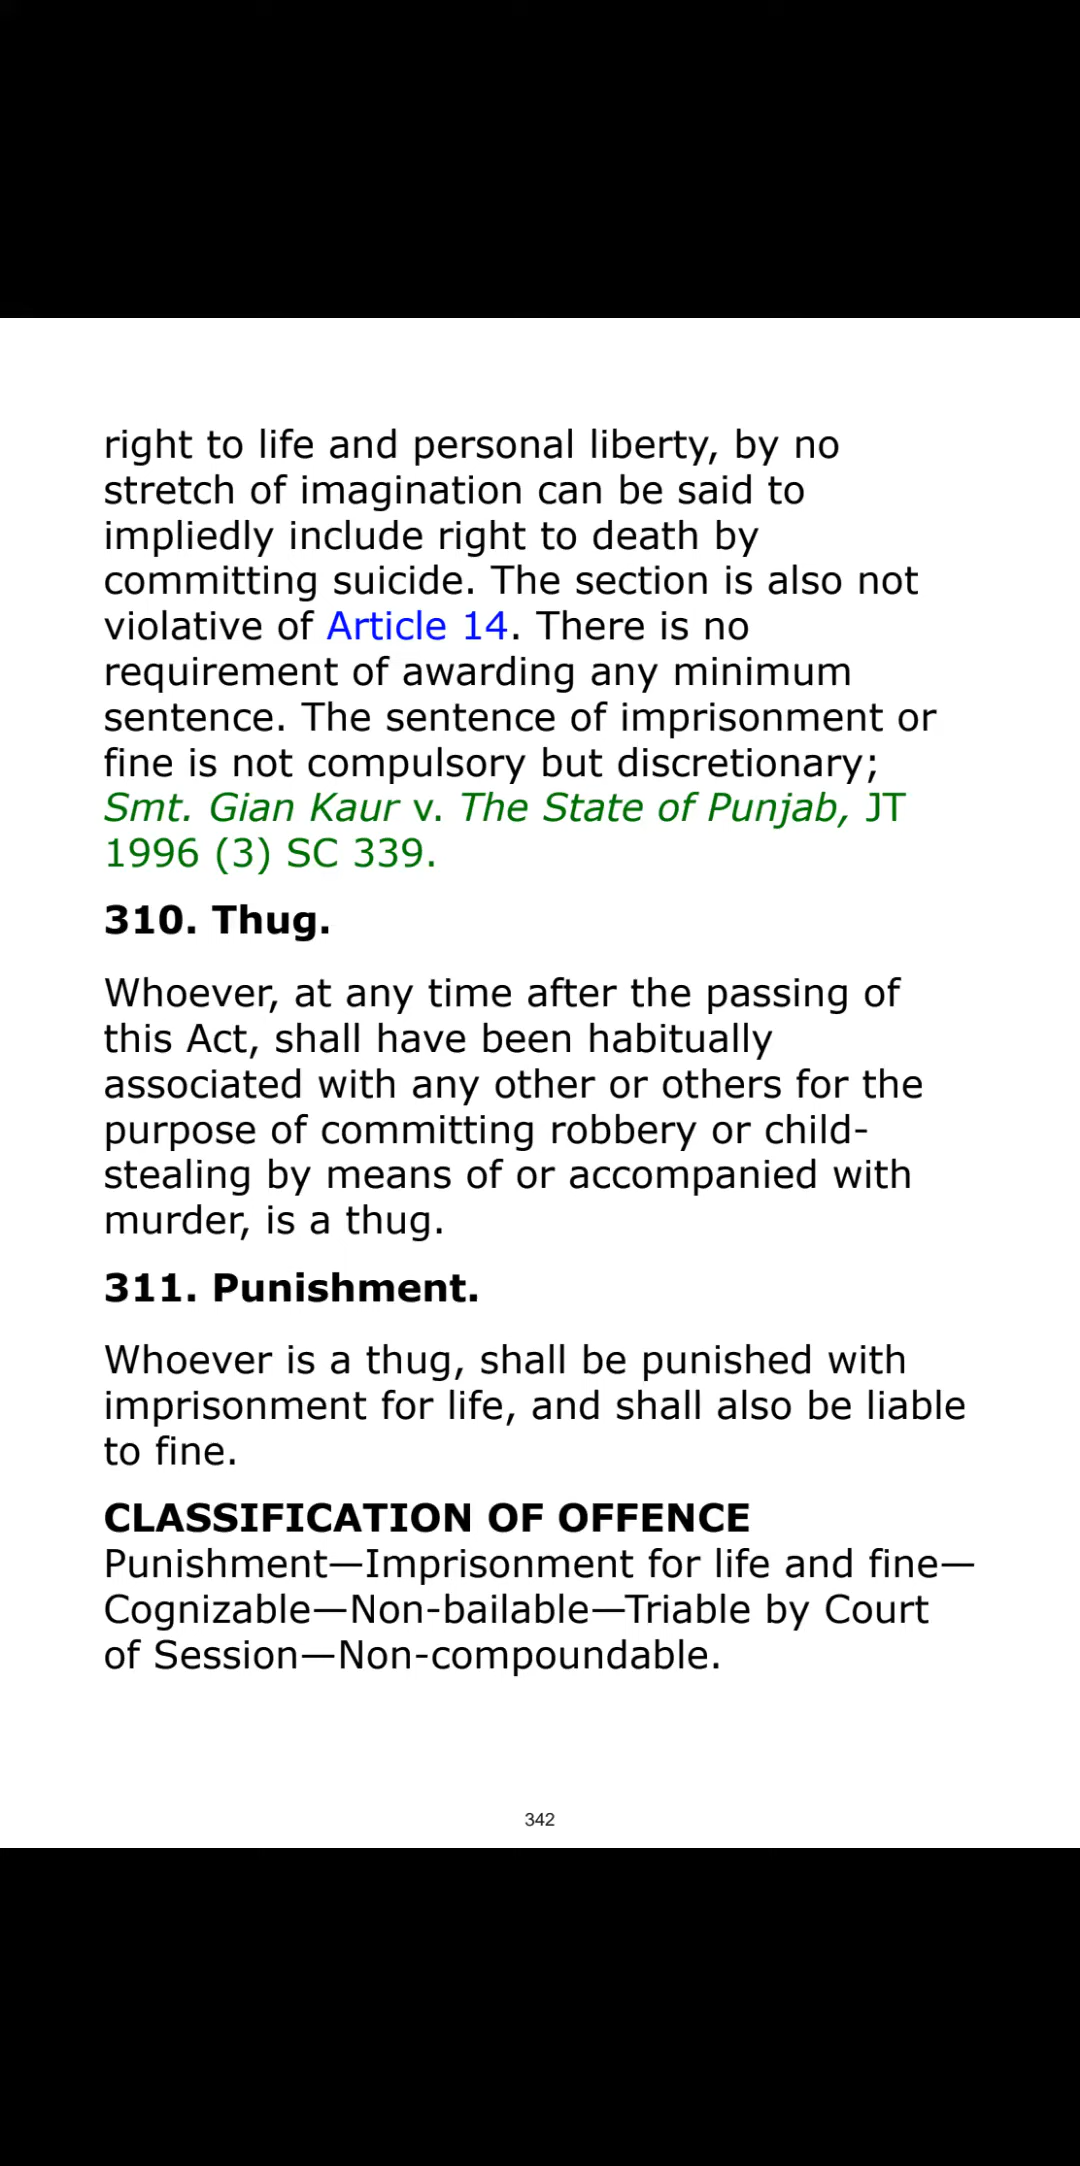 right to life and personal liberty, by no
stretch of imagination can be said to
impliedly include right to death by
committing suicide. The section is also not
violative of Article 14. There is no
requirement of awarding any minimum
sentence. The sentence of imprisonment or
fine is not compulsory but discretionary;
Smt. Gian Kaur v. The State of Punjab, JT
1996 (3) SC 339.
310. Thug.
Whoever, at any time after the passing of
this Act, shall have been habitually
associated with any other or others for the
purpose of committing robbery or child-
stealing by means of or accompanied with
murder, is a thug.
311. Punishment.
Whoever is a thug, shall be punished with
imprisonment for life, and shall also be liable
to fine.
CLASSIFICATION OF OFFENCE
Punishment—Imprisonment for life and fine—
Cognizable—Non-bailable—Triable by Court
of Session—Non-compoundable.
342